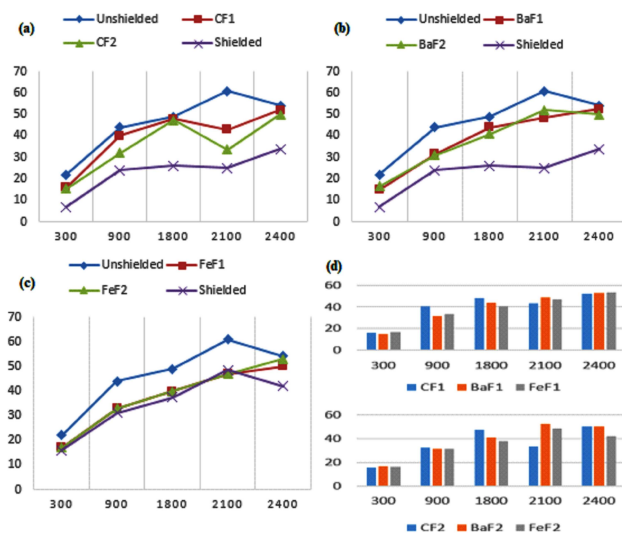 (a)
Unshielded CF1
CF2 Shielded
70
60
50
40
30
20
10
0
300 900 1800 2100 2400
(b)
Unshielded BaF1
BaF2 Shielded
70
60
50
40
30
20
10
0
300 900 1800 2100 2400
(c)
Unshielded FeF1
FeF2 Shielded
70
60
50
40
30
20
10
0
300 900 1800 2100 2400
(d)
60
40
20
0
300 900 1800 2100 2400
CF1 BaF1 FeF1
60
40
20
0
300 900 1800 2100 2400
CF2 BaF2 FeF2